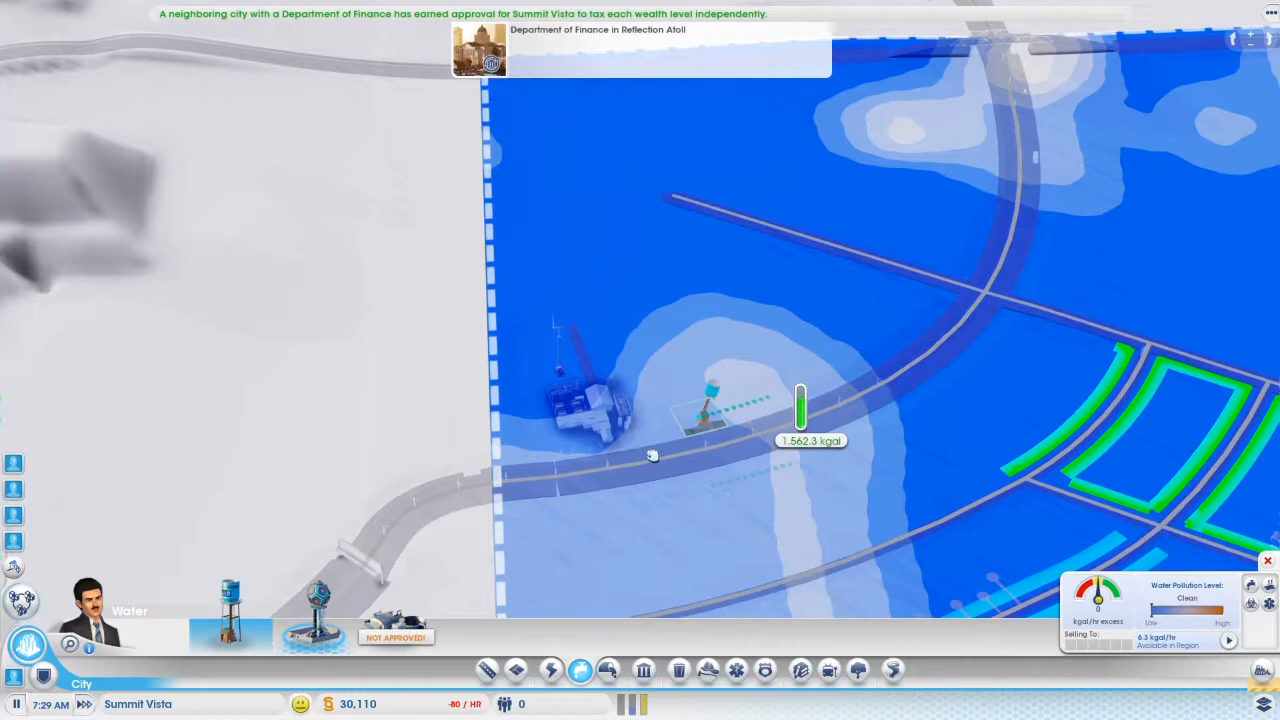 A neighboring city with a Department of Finance has earned approval for Summit Vista to tax each wealth level independently.
Department of Finance in Reflection Atoll
1,562.3 kgal
Water
NOT APPROVED!
Water Pollution Level:
Clean
Low
High
0
kgal/hr excess
Selling To:
6.3 kgal/hr
Available in Region
City
7:29 AM
Summit Vista
30,110
-80 / HR
0